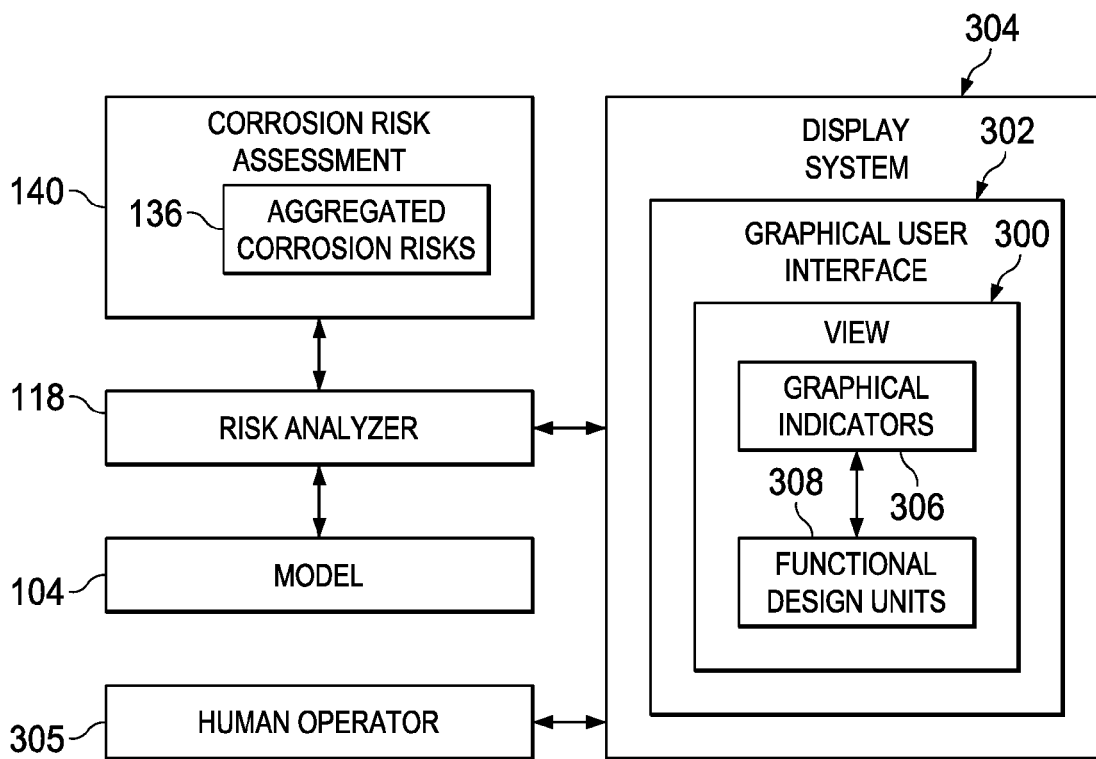 304
CORROSION RISK
ASSESSMENT
140
136
AGGREGATED
CORROSION RISKS
118
RISK ANALYZER
MODEL
104
HUMAN OPERATOR
305
DISPLAY
SYSTEM
302
GRAPHICAL USER
INTERFACE
300
VIEW
GRAPHICAL
INDICATORS
308
306
FUNCTIONAL
DESIGN UNITS